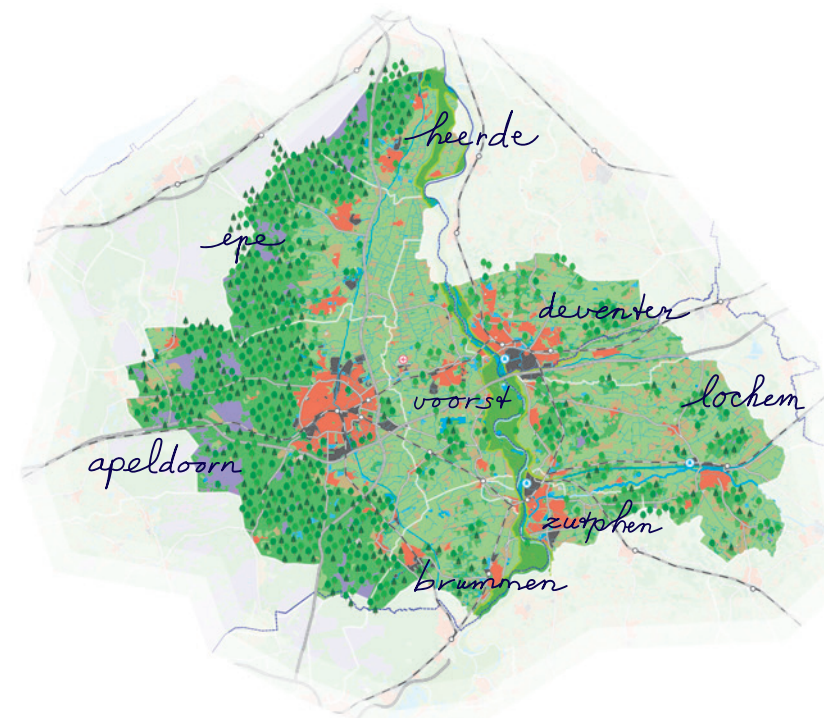 heerde
epe
deventer
lochem
voorst
apeldoorn
zutphen
brummen